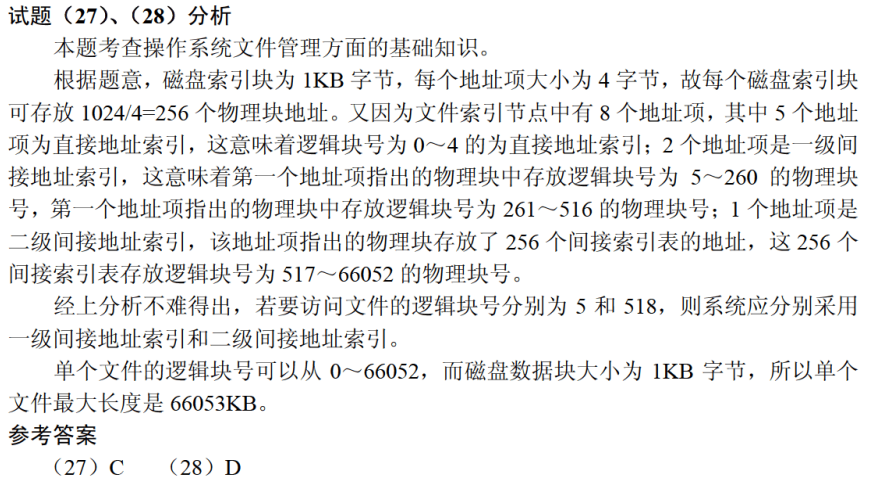 试题（27）、（28）分析
本题考查操作系统文件管理方面的基础知识。
根据题意，磁盘索引块为 1KB 字节，每个地址项大小为 4 字节，故每个磁盘索引块
可存放 1024/4=256 个物理块地址。又因为文件索引节点中有 8 个地址项，其中 5 个地址
项为直接地址索引，这意味着逻辑块号为 0～4 的为直接地址索引；2 个地址项是一级间
接地址索引，这意味着第一个地址项指出的物理块中存放逻辑块号为 5～260 的物理块
号，第一个地址项指出的物理块中存放逻辑块号为 261～516 的物理块号；1 个地址项是
二级间接地址索引，该地址项指出的物理块存放了 256 个间接索引表的地址，这 256 个
间接索引表存放逻辑块号为 517～66052 的物理块号。
经上分析不难得出，若要访问文件的逻辑块号分别为 5 和 518，则系统应分别采用
一级间接地址索引和二级间接地址索引。
单个文件的逻辑块号可以从 0～66052，而磁盘数据块大小为 1KB 字节，所以单个
文件最大长度是 66053KB。
参考答案
（27）C （28）D